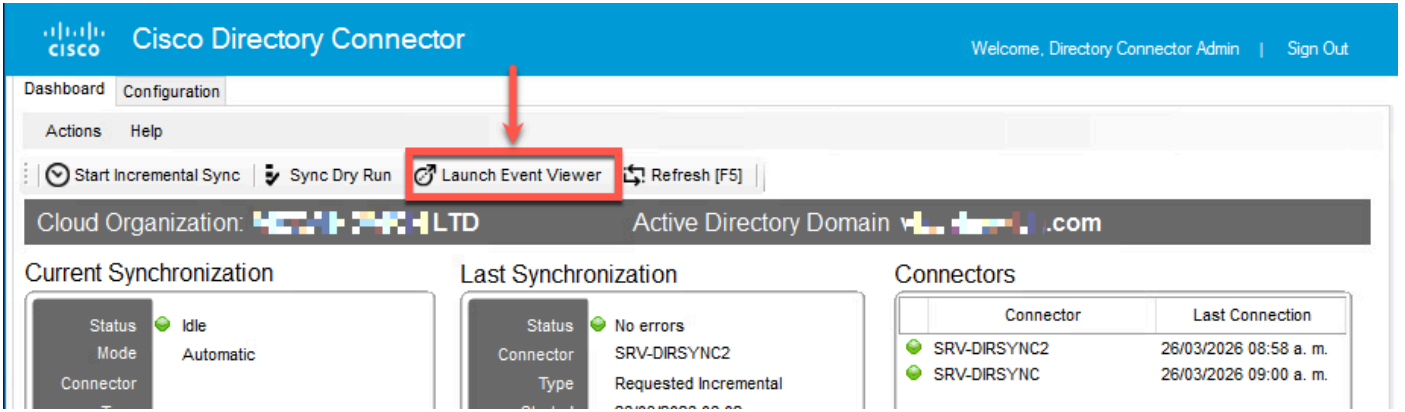 CISCO Cisco Directory Connector
Welcome, Directory Connector Admin | Sign Out
Dashboard Configuration
Actions Help
Start Incremental Sync Sync Dry Run Launch Event Viewer Refresh [F5]
Cloud Organization: LTD Active Directory Domain .com
Current Synchronization
Status Idle
Mode Automatic
Connector
Last Synchronization
Status No errors
Connector SRV-DIRSYNC2
Type Requested Incremental
Connectors
Connector Last Connection
SRV-DIRSYNC2 26/03/2026 08:58 a. m.
SRV-DIRSYNC 26/03/2026 09:00 a. m.